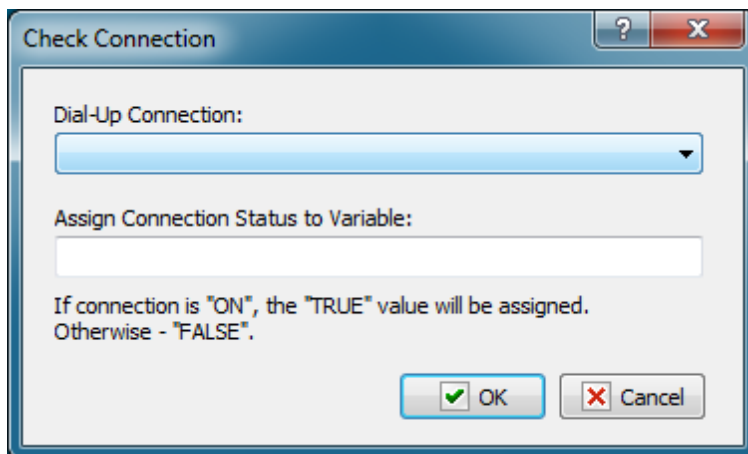 Check Connection
?
Dial-Up Connection:
Assign Connection Status to Variable:
If connection is "ON", the "TRUE" value will be assigned.
Otherwise - "FALSE".
OK
Cancel